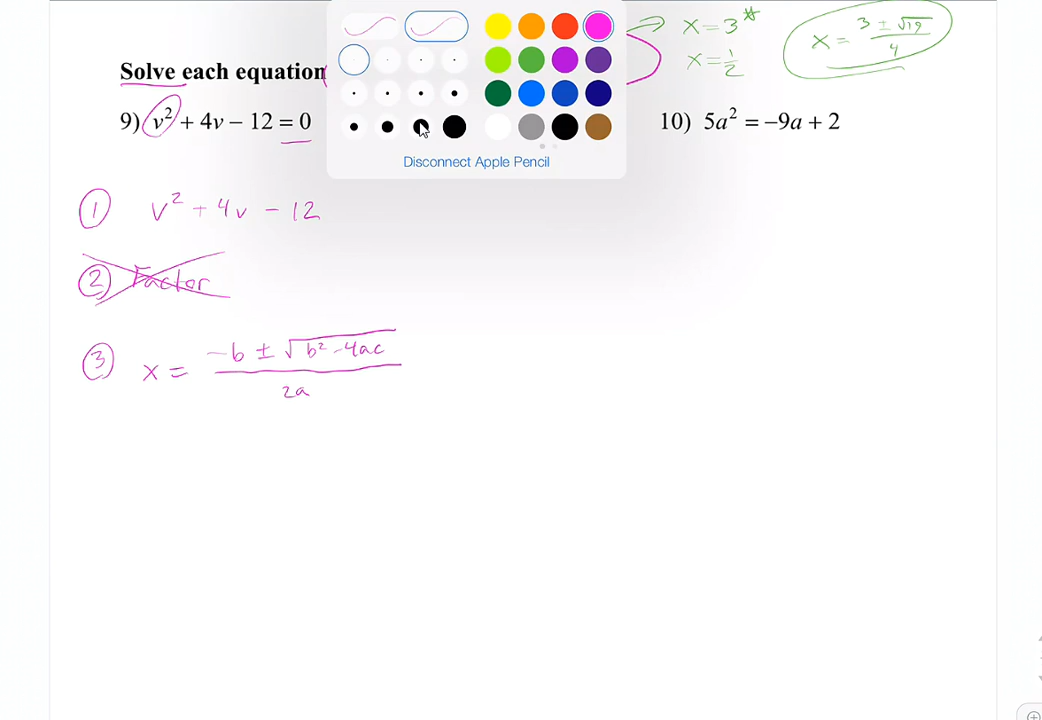 → x = 3*
x = 1/2
x = (3 ± √19)/4
Solve each equation
9) v² + 4v − 12 = 0
10) 5a² = −9a + 2
Disconnect Apple Pencil
① v² + 4v − 12
② Factor
③ x = (−b ± √(b² − 4ac))/2a